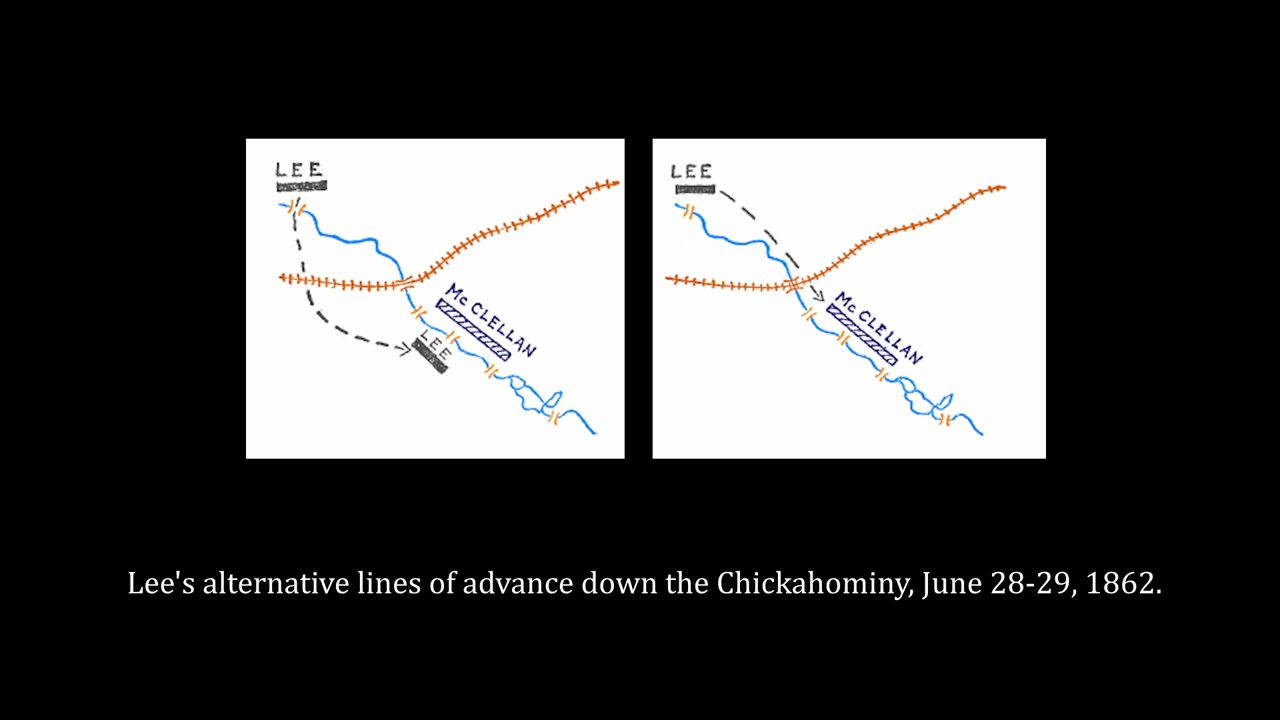 LEE
McCLELLAN
LEE
LEE
McCLELLAN
Lee's alternative lines of advance down the Chickahominy, June 28-29, 1862.